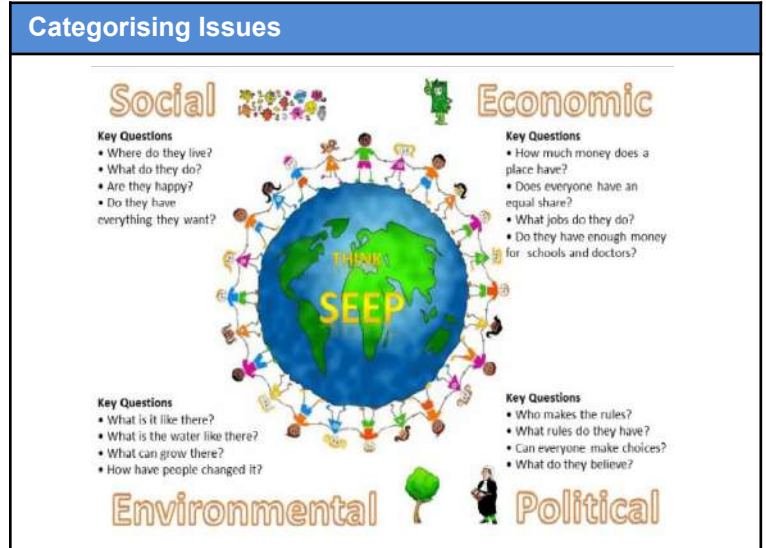 Categorising Issues
Social
Key Questions
• Where do they live?
• What do they do?
• Are they happy?
• Do they have
everything they want?
Economic
Key Questions
• How much money does a
place have?
• Does everyone have an
equal share?
• What jobs do they do?
• Do they have enough money
for schools and doctors?
THINK
SEEP
Key Questions
• What is it like there?
• What is the water like there?
• What can grow there?
• How have people changed it?
Environmental
Key Questions
• Who makes the rules?
• What rules do they have?
• Can everyone make choices?
• What do they believe?
Political